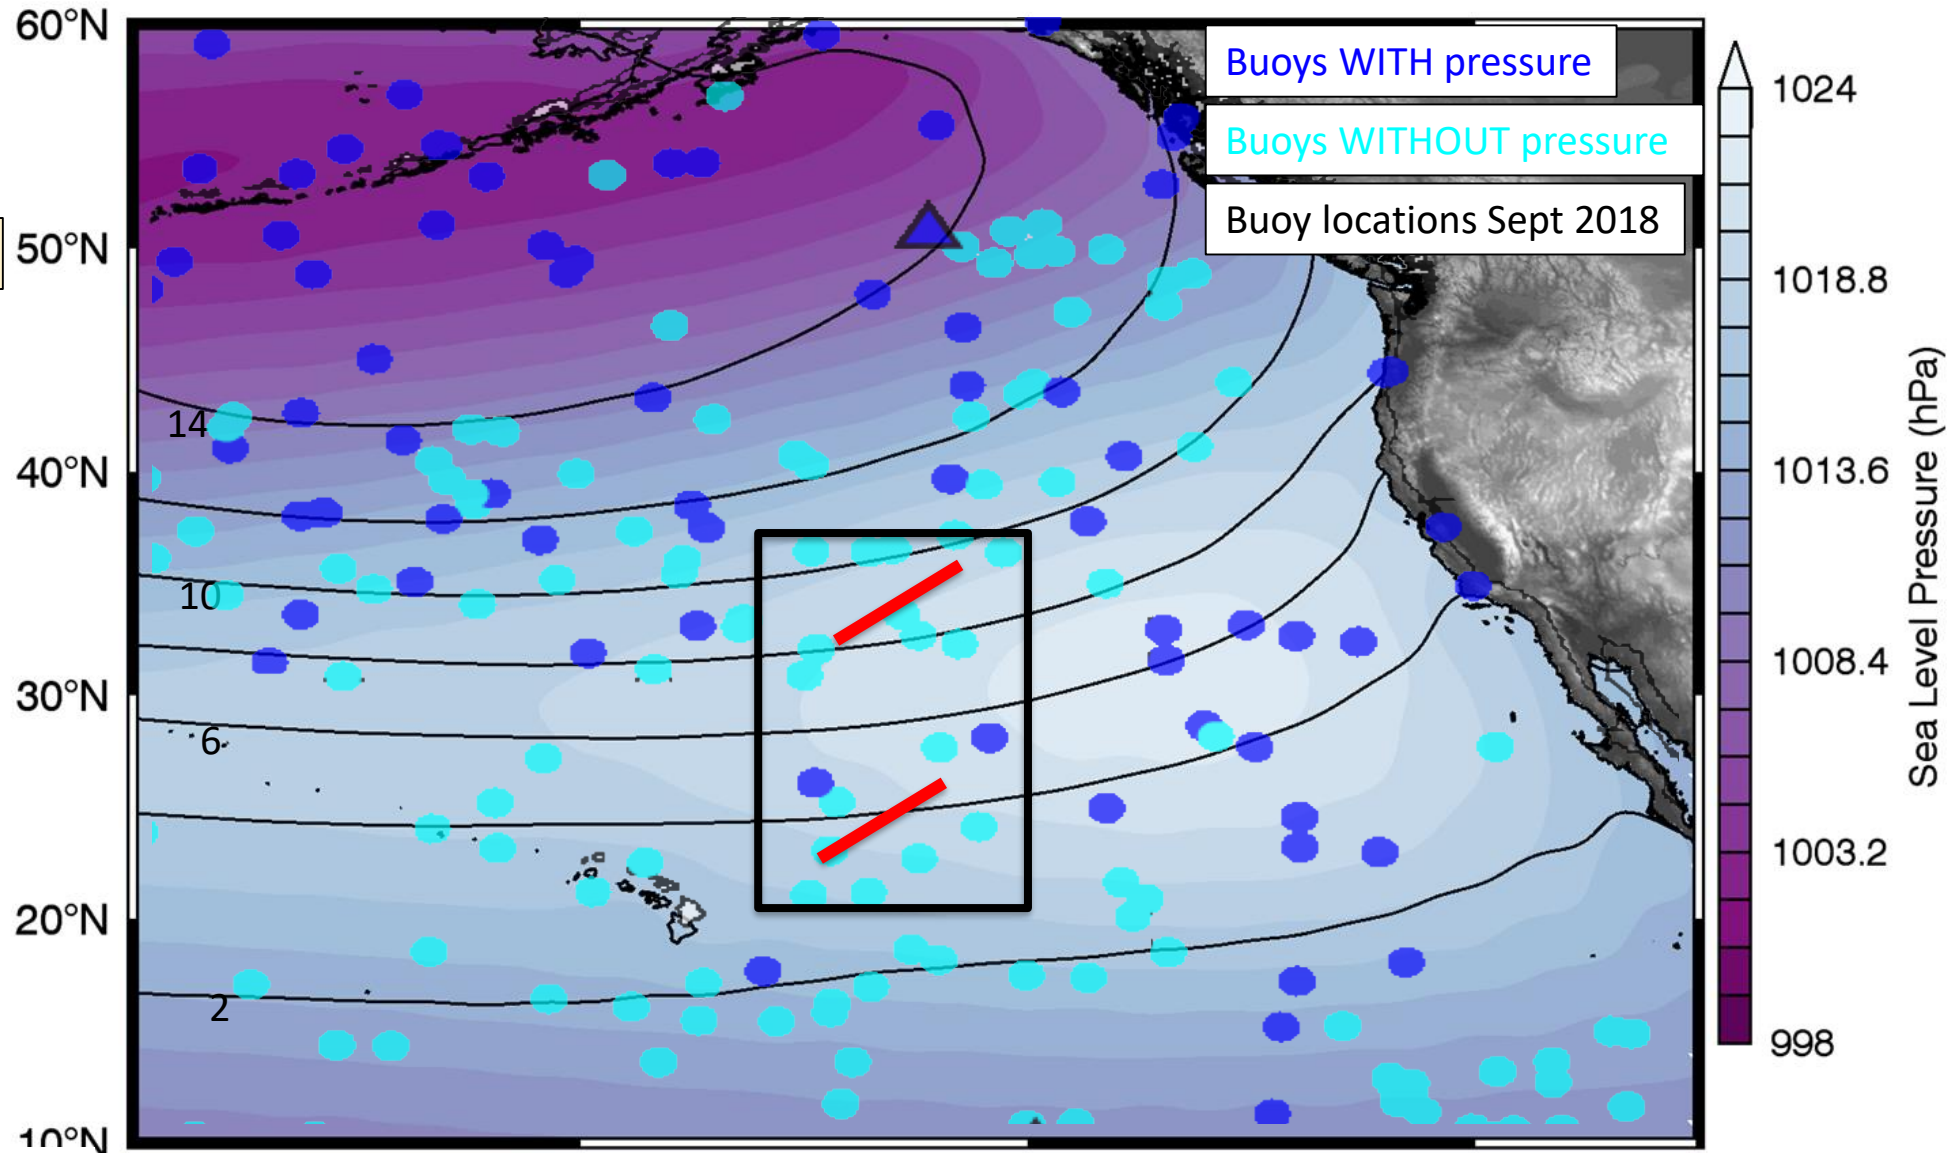 60°N
50°N
40°N
30°N
20°N
10°N
Buoys WITH pressure
Buoys WITHOUT pressure
Buoy locations Sept 2018
14
10
6
2
1024
1018.8
1013.6
1008.4
1003.2
998
Sea Level Pressure (hPa)